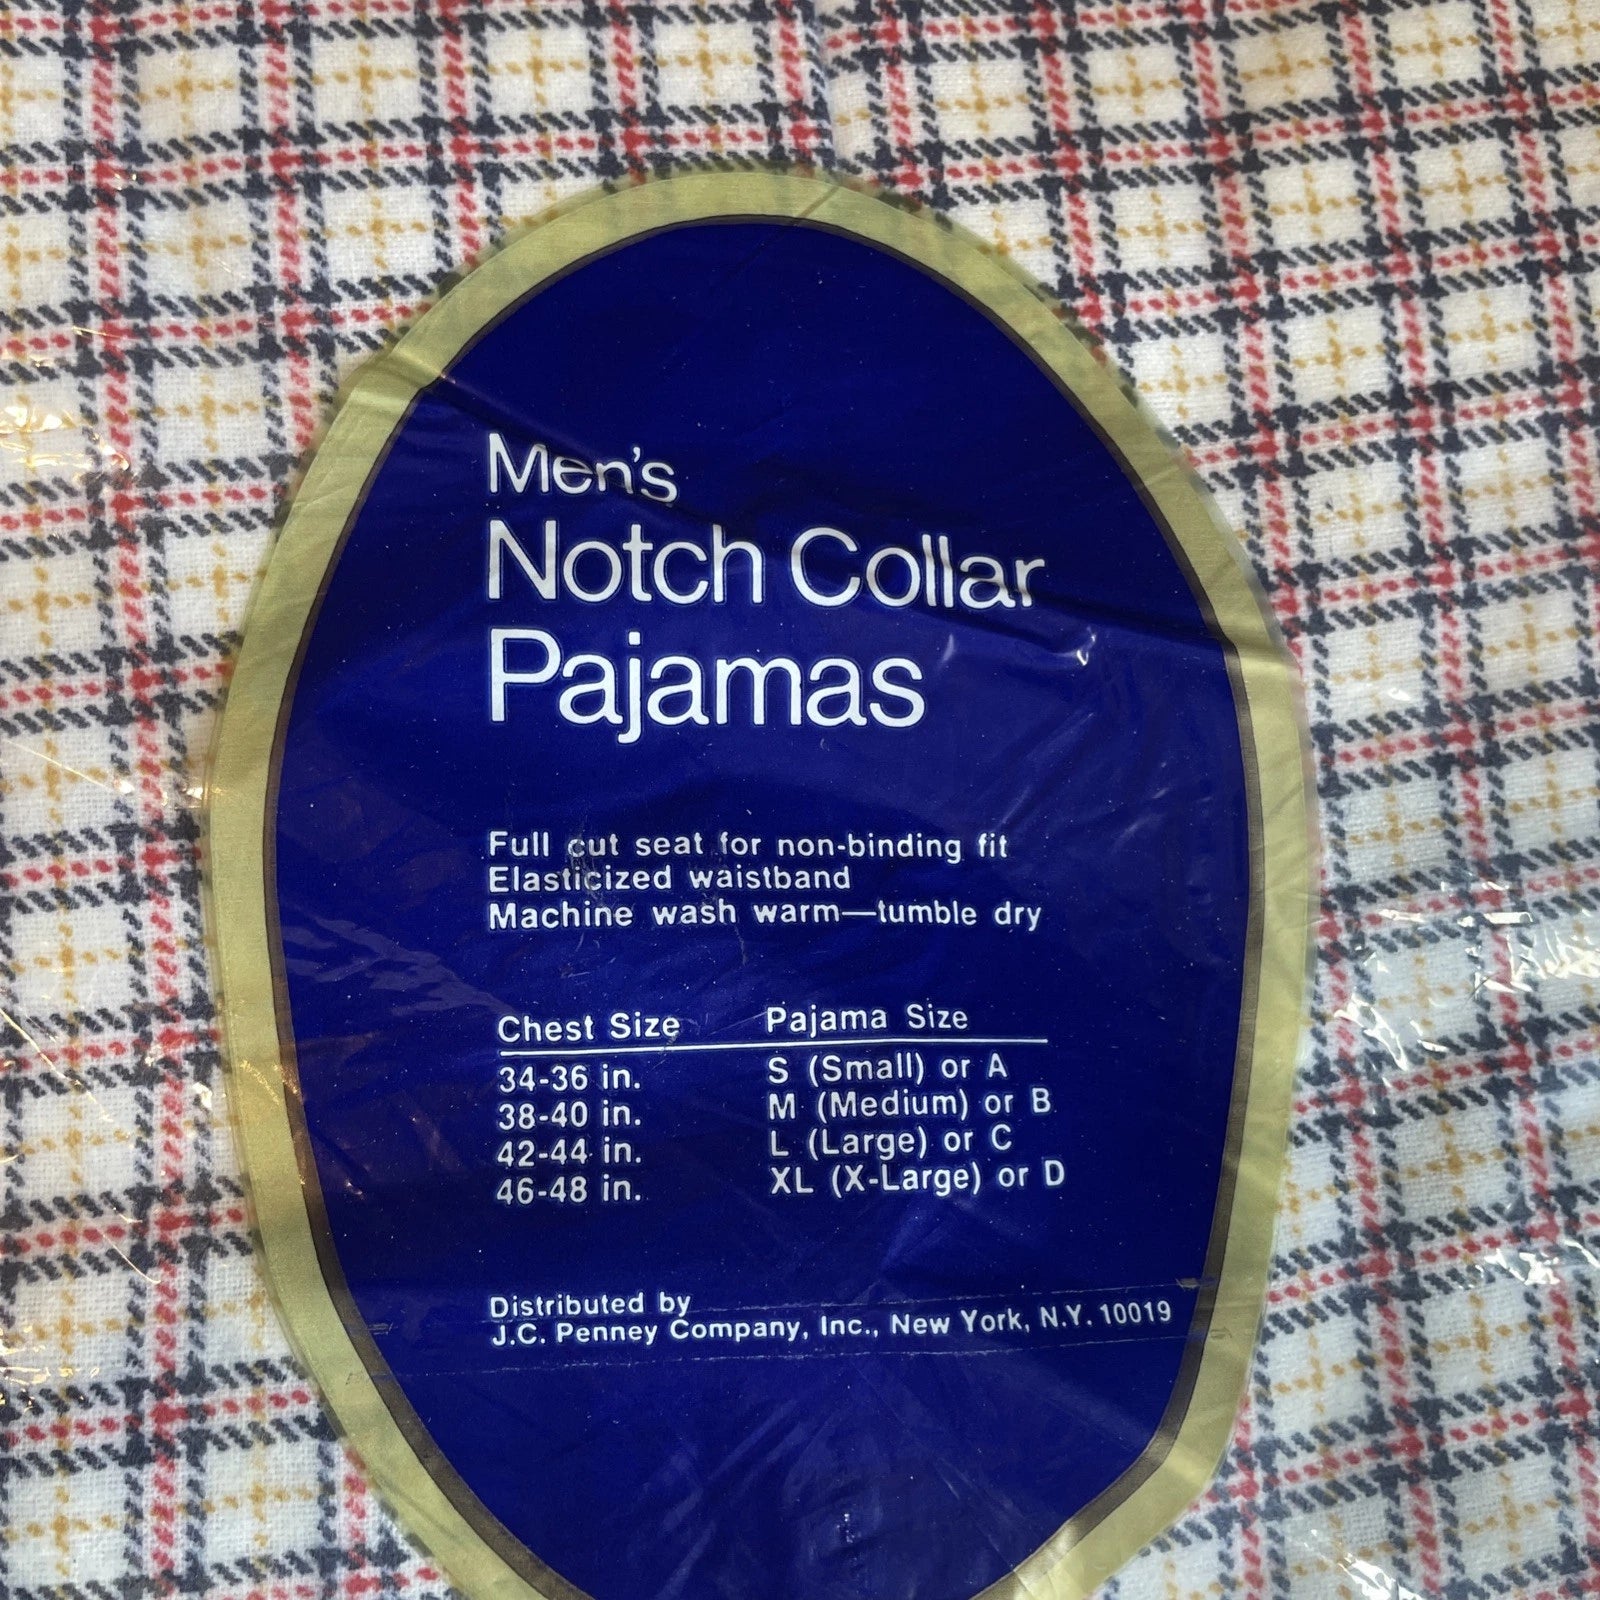 Men's
Notch Collar
Pajamas
Full cut seat for non-binding fit
Elasticized waistband
Machine wash warm—tumble dry
Chest Size Pajama Size
34-36 in. S (Small) or A
38-40 in. M (Medium) or B
42-44 in. L (Large) or C
46-48 in. XL (X-Large) or D
Distributed by
J.C. Penney Company, Inc., New York, N.Y. 10019